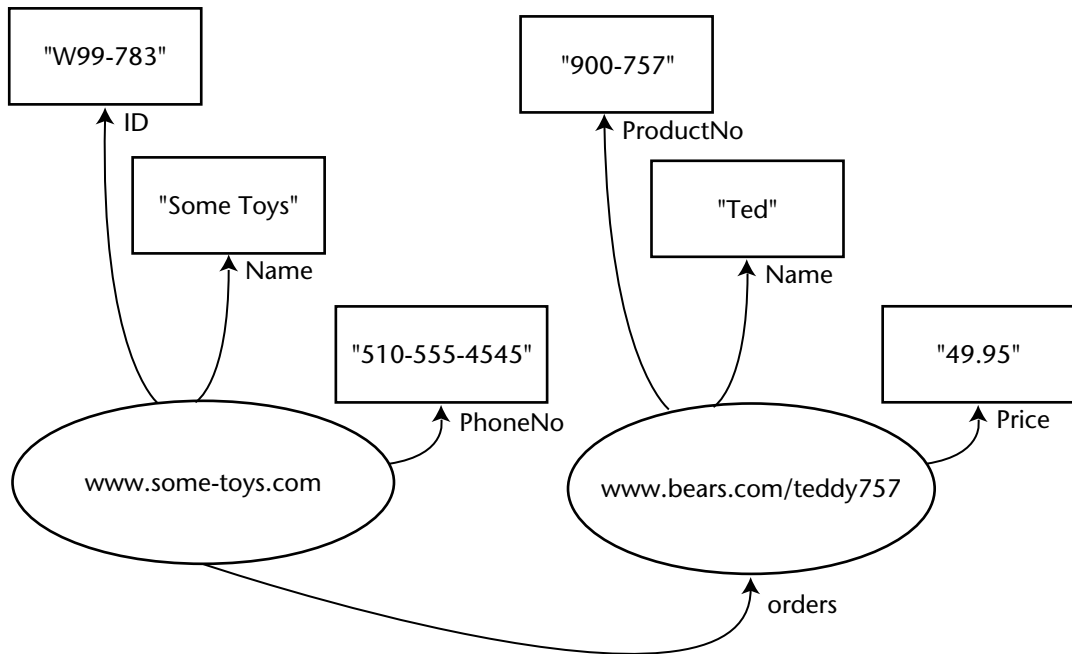 "W99-783"
ID
"Some Toys"
Name
"510-555-4545"
PhoneNo
www.some-toys.com
"900-757"
ProductNo
"Ted"
Name
"49.95"
Price
www.bears.com/teddy757
orders